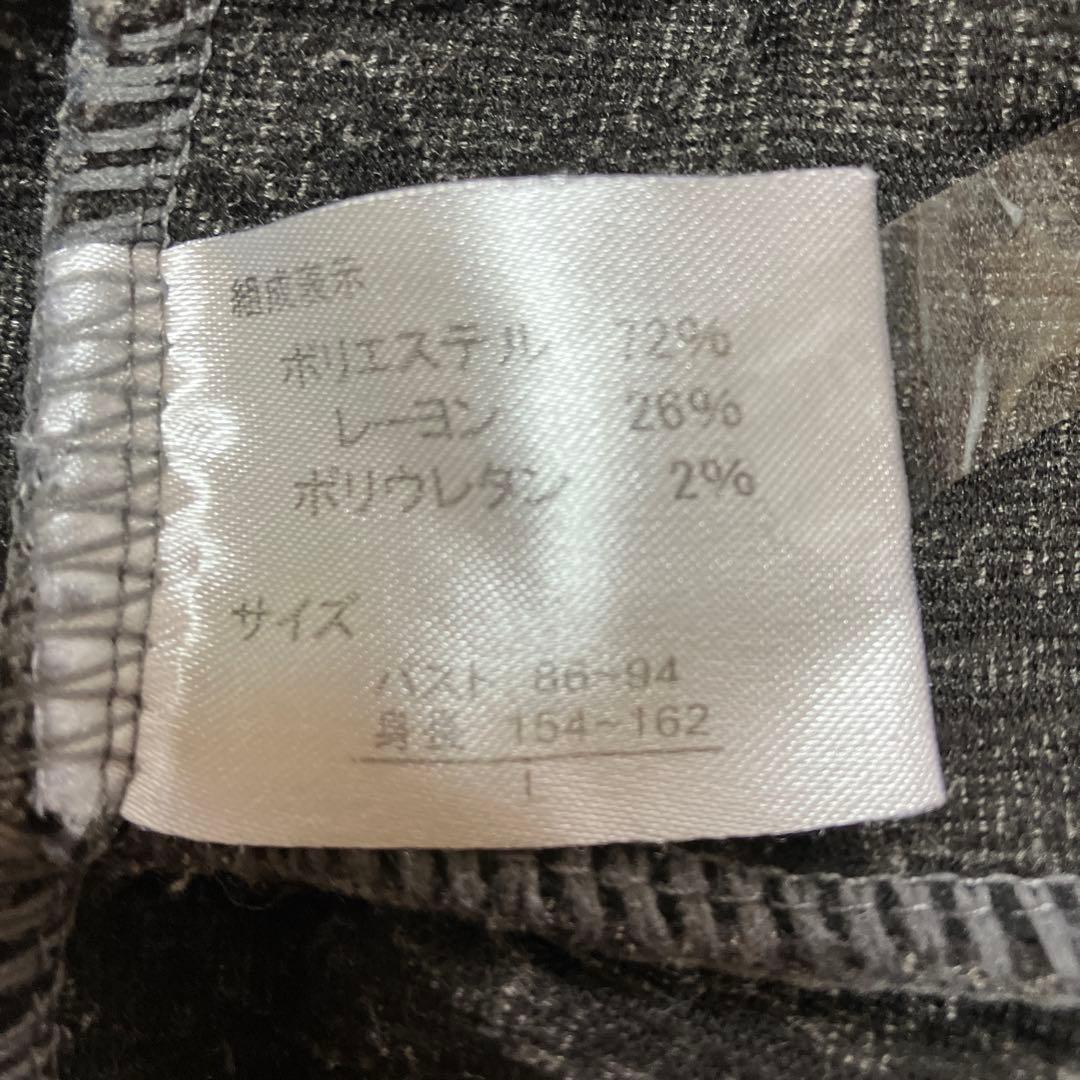 組成表示
ポリエステル 72%
レーヨン 26%
ポリウレタン 2%
サイズ
バスト 86~94
身長 154~162